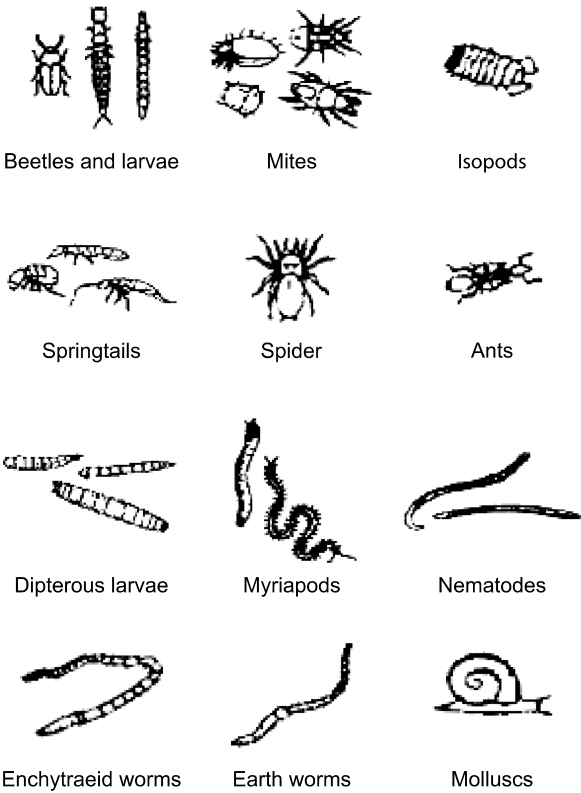 Beetles and larvae
Mites
Isopods
Springtails
Spider
Ants
Dipterous larvae
Myriapods
Nematodes
Enchytraeid worms
Earth worms
Molluscs